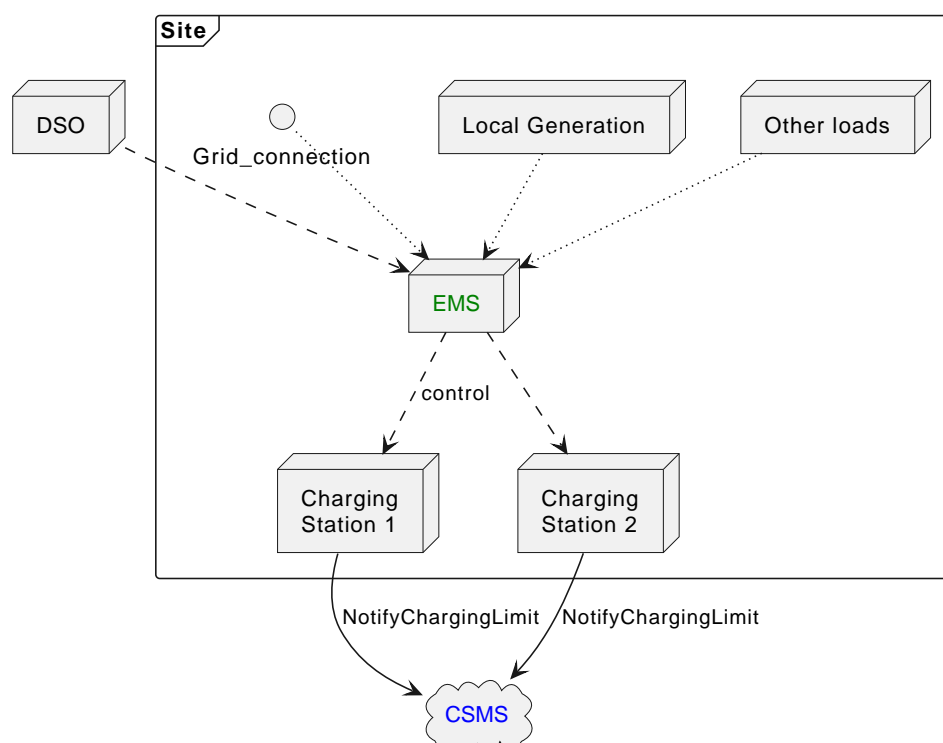 Site
DSO
Local Generation
Other loads
Grid_connection
EMS
control
Charging
Station 1
Charging
Station 2
NotifyChargingLimit
NotifyChargingLimit
CSMS